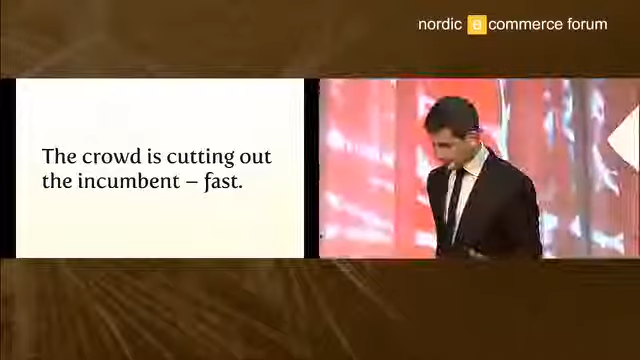 nordic e commerce forum
The crowd is cutting out
the incumbent – fast.